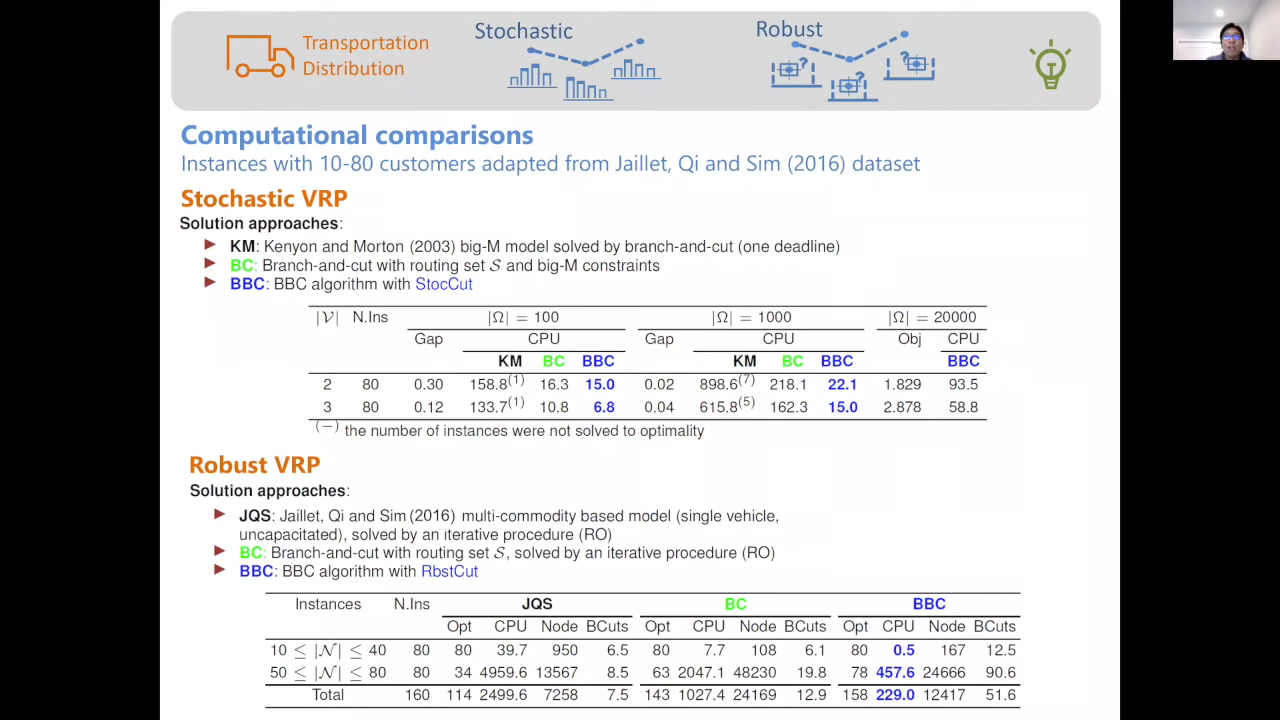 Transportation
Distribution
Stochastic
Robust
Computational comparisons
Instances with 10-80 customers adapted from Jaillet, Qi and Sim (2016) dataset
Stochastic VRP
Solution approaches:
KM: Kenyon and Morton (2003) big-M model solved by branch-and-cut (one deadline)
BC: Branch-and-cut with routing set S and big-M constraints
BBC: BBC algorithm with StocCut
|V| N.Ins |Ω| = 100 |Ω| = 1000 |Ω| = 20000
Gap CPU Gap CPU Obj CPU
KM BC BBC KM BC BBC BBC
2 80 0.30 158.8(1) 16.3 15.0 0.02 898.6(7) 218.1 22.1 1.829 93.5
3 80 0.12 133.7(1) 10.8 6.8 0.04 615.8(5) 162.3 15.0 2.878 58.8
(−) the number of instances were not solved to optimality
Robust VRP
Solution approaches:
JQS: Jaillet, Qi and Sim (2016) multi-commodity based model (single vehicle,
uncapacitated), solved by an iterative procedure (RO)
BC: Branch-and-cut with routing set S, solved by an iterative procedure (RO)
BBC: BBC algorithm with RbstCut
Instances N.Ins JQS BC BBC
Opt CPU Node BCuts Opt CPU Node BCuts Opt CPU Node BCuts
10 ≤ |N| ≤ 40 80 80 39.7 950 6.5 80 7.7 108 6.1 80 0.5 167 12.5
50 ≤ |N| ≤ 80 80 34 4959.6 13567 8.5 63 2047.1 48230 19.8 78 457.6 24666 90.6
Total 160 114 2499.6 7258 7.5 143 1027.4 24169 12.9 158 229.0 12417 51.6